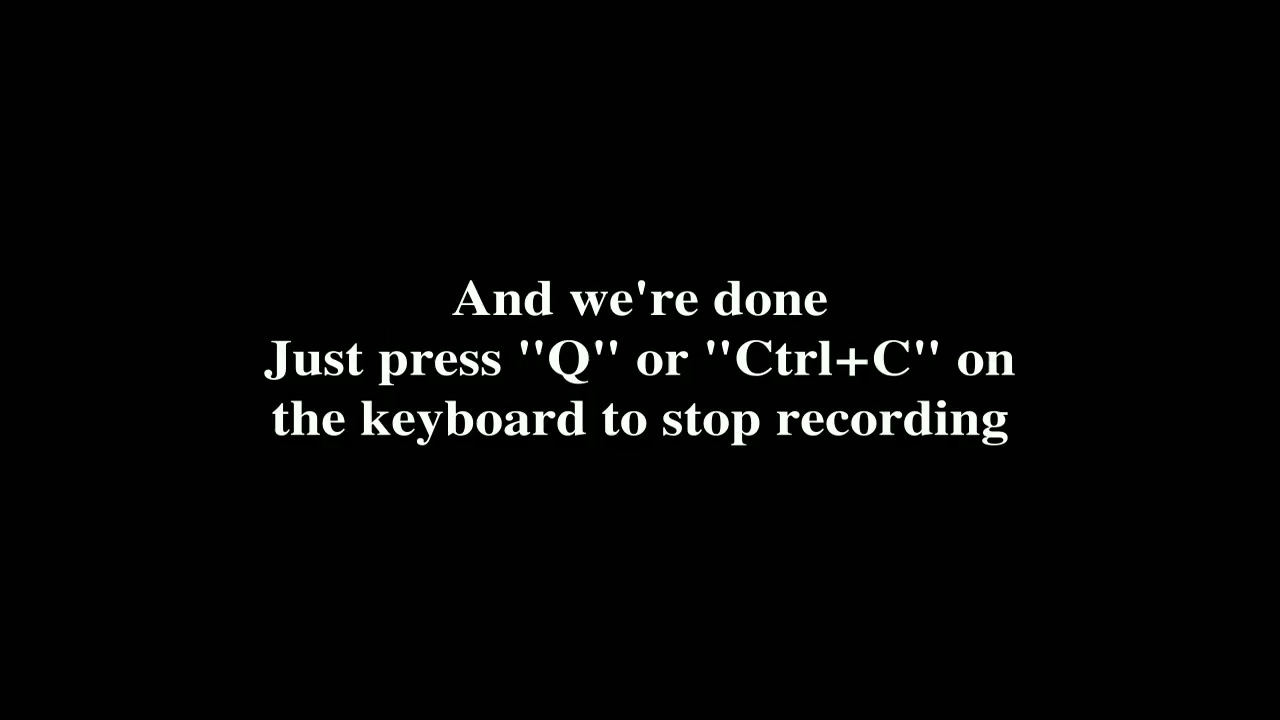 And we're done
Just press "Q" or "Ctrl+C" on
the keyboard to stop recording